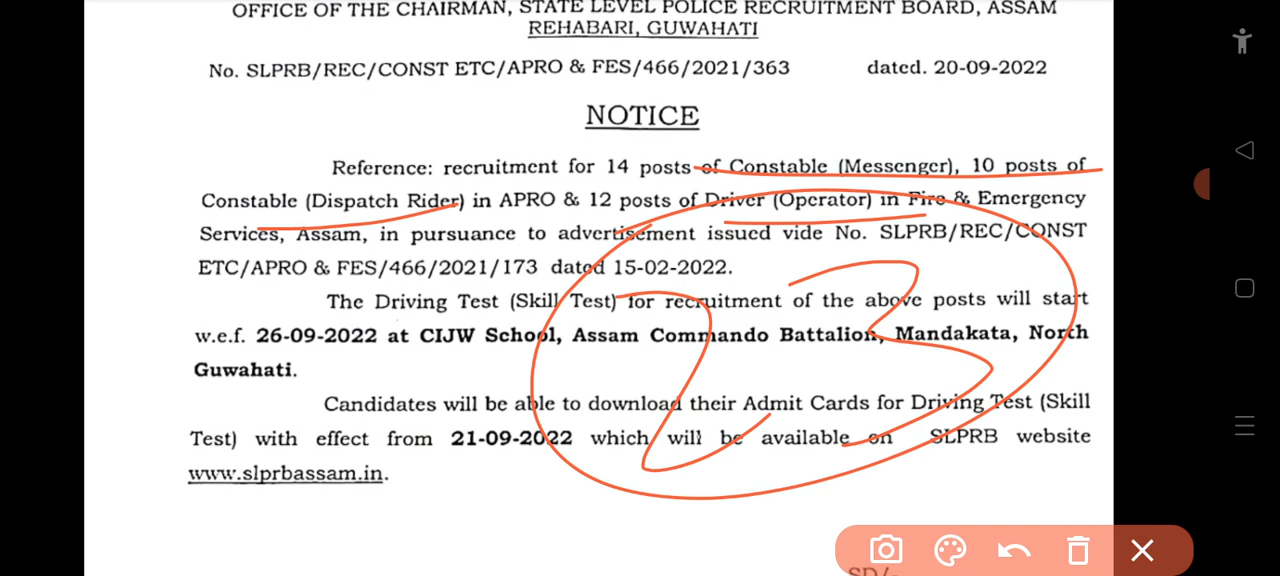 OFFICE OF THE CHAIRMAN, STATE LEVEL POLICE RECRUITMENT BOARD, ASSAM
REHABARI, GUWAHATI
No. SLPRB/REC/CONST ETC/APRO & FES/466/2021/363 dated. 20-09-2022
NOTICE
Reference: recruitment for 14 posts of Constable (Messenger), 10 posts of
Constable (Dispatch Rider) in APRO & 12 posts of Driver (Operator) in Fire & Emergency
Services, Assam, in pursuance to advertisement issued vide No. SLPRB/REC/CONST
ETC/APRO & FES/466/2021/173 dated 15-02-2022.
The Driving Test (Skill Test) for recruitment of the above posts will start
w.e.f. 26-09-2022 at CIJW School, Assam Commando Battalion, Mandakata, North
Guwahati.
Candidates will be able to download their Admit Cards for Driving Test (Skill
Test) with effect from 21-09-2022 which will be available on SLPRB website
www.slprbassam.in.
23
SD/-